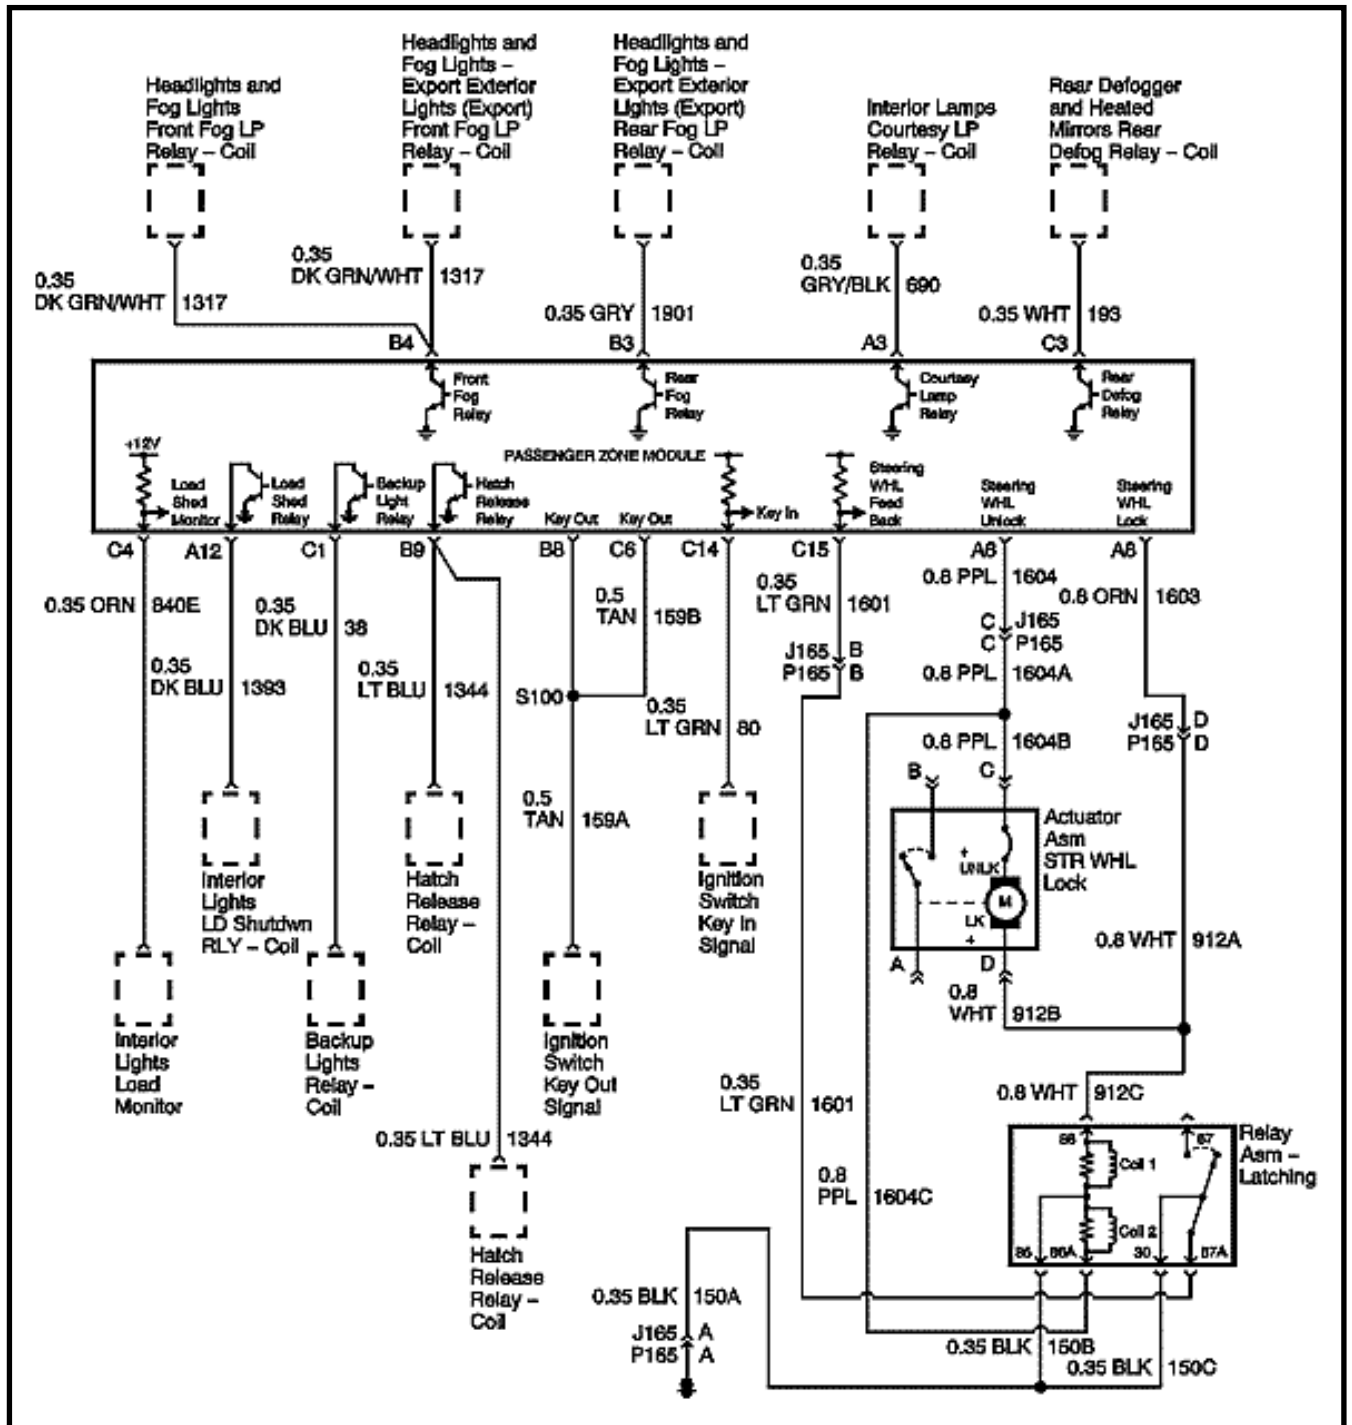 Headlights and
Fog Lights
Front Fog LP
Relay – Coil
Headlights and
Fog Lights –
Export Exterior
Lights (Export)
Front Fog LP
Relay – Coil
Headlights and
Fog Lights –
Export Exterior
Lights (Export)
Rear Fog LP
Relay – Coil
Interior Lamps
Courtesy LP
Relay – Coil
Rear Defogger
and Heated
Mirrors Rear
Defog Relay – Coil
0.35
DK GRN/WHT 1317
0.35
DK GRN/WHT 1317
0.35 GRY 1901
0.35
GRY/BLK 690
0.35 WHT 193
B4
B3
A3
C3
Front
Fog
Relay
Rear
Fog
Relay
Courtesy
Lamp
Relay
Rear
Defog
Relay
PASSENGER ZONE MODULE
+12V
Load
Shed
Monitor
Load
Shed
Relay
Backup
Light
Relay
Hatch
Release
Relay
Key Out
Key Out
Key In
Steering
WHL
Feed
Back
Steering
WHL
Unlock
Steering
WHL
Lock
C4
A12
C1
B9
B8
C6
C14
C15
A6
A8
0.35 ORN 840E
0.35
DK BLU 1393
0.35
DK BLU 38
0.35
LT BLU 1344
0.5
TAN 159B
S100
0.35
LT GRN 80
0.35
LT GRN 1601
J165 B
P165 B
0.8 PPL 1604
C J165
C P165
0.8 PPL 1604A
0.8 PPL 1604B
0.8 ORN 1603
J165 D
P165 D
0.5
TAN 159A
B
C
Actuator
Asm
STR WHL
Lock
+
UNLK
M
LK
+
A
D
0.8
WHT 912B
0.8 WHT 912A
Interior
Lights
LD Shutdwn
RLY – Coil
Hatch
Release
Relay –
Coil
Ignition
Switch
Key In
Signal
Interior
Lights
Load
Monitor
Backup
Lights
Relay –
Coil
Ignition
Switch
Key Out
Signal
0.35
LT GRN 1601
0.8 WHT 912C
0.35 LT BLU 1344
0.8
PPL 1604C
86
87
Coil 1
Coil 2
85
86A
30
87A
Relay
Asm –
Latching
Hatch
Release
Relay –
Coil
0.35 BLK 150A
J165 A
P165 A
0.35 BLK 150B
0.35 BLK 150C